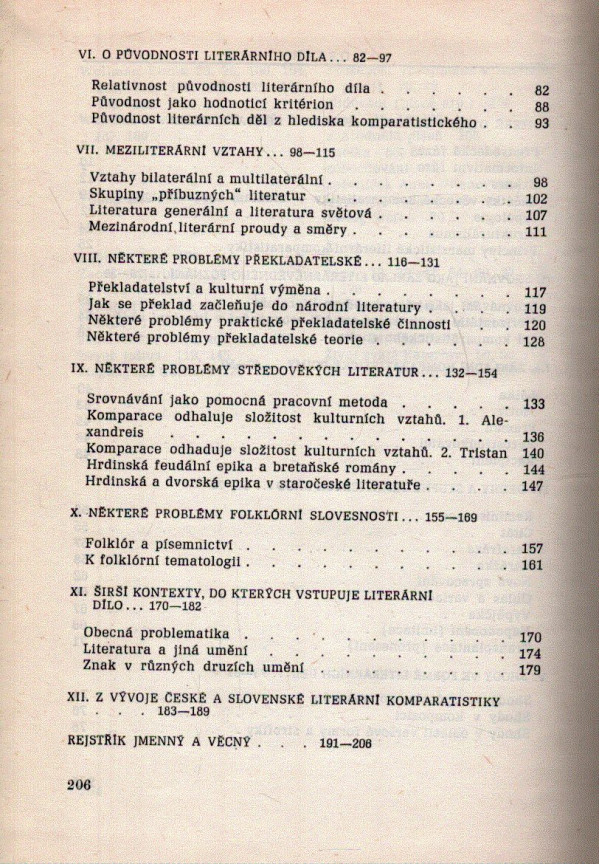 VI. O PŮVODNOSTI LITERÁRNÍHO DÍLA... 82—97
Relativnost původnosti literárního díla . . . . . . 82
Původnost jako hodnoticí kritérion . . . . . . . 88
Původnost literárních děl z hlediska komparatistického . . 93
VII. MEZILITERÁRNÍ VZTAHY... 98—115
Vztahy bilaterální a multilaterální . . . . . . . . 98
Skupiny „příbuzných" literatur . . . . . . . . 102
Literatura generální a literatura světová . . . . . . 107
Mezinárodní literární proudy a směry . . . . . . . 111
VIII. NĚKTERÉ PROBLÉMY PŘEKLADATELSKÉ... 116—131
Překladatelství a kulturní výměna . . . . . . . . 117
Jak se překlad začleňuje do národní literatury . . . . 119
Některé problémy praktické překladatelské činnosti . . 120
Některé problémy překladatelské teorie . . . . . . 128
IX. NĚKTERÉ PROBLÉMY STŘEDOVĚKÝCH LITERATUR... 132—154
Srovnávání jako pomocná pracovní metoda . . . . . 133
Komparace odhaluje složitost kulturních vztahů. 1. Ale-
xandreis . . . . . . . . . . . . . . 136
Komparace odhaduje složitost kulturních vztahů. 2. Tristan 140
Hrdinská feudální epika a bretaňské romány . . . . . 144
Hrdinská a dvorská epika v staročeské literatuře . . . . 147
X. NĚKTERÉ PROBLÉMY FOLKLÓRNÍ SLOVESNOSTI... 155—169
Folklór a písemnictví . . . . . . . . . . . 157
K folklórní tematologii . . . . . . . . . . . 161
XI. ŠIRŠÍ KONTEXTY, DO KTERÝCH VSTUPUJE LITERÁRNÍ
DÍLO... 170—182
Obecná problematika . . . . . . . . . . . 170
Literatura a jiná umění . . . . . . . . . . 174
Znak v různých druzích umění . . . . . . . . 179
XII. Z VÝVOJE ČESKÉ A SLOVENSKÉ LITERÁRNÍ KOMPARATISTIKY
. . . . 183—189
REJSTŘÍK JMENNÝ A VĚCNÝ . . . 191—206
206